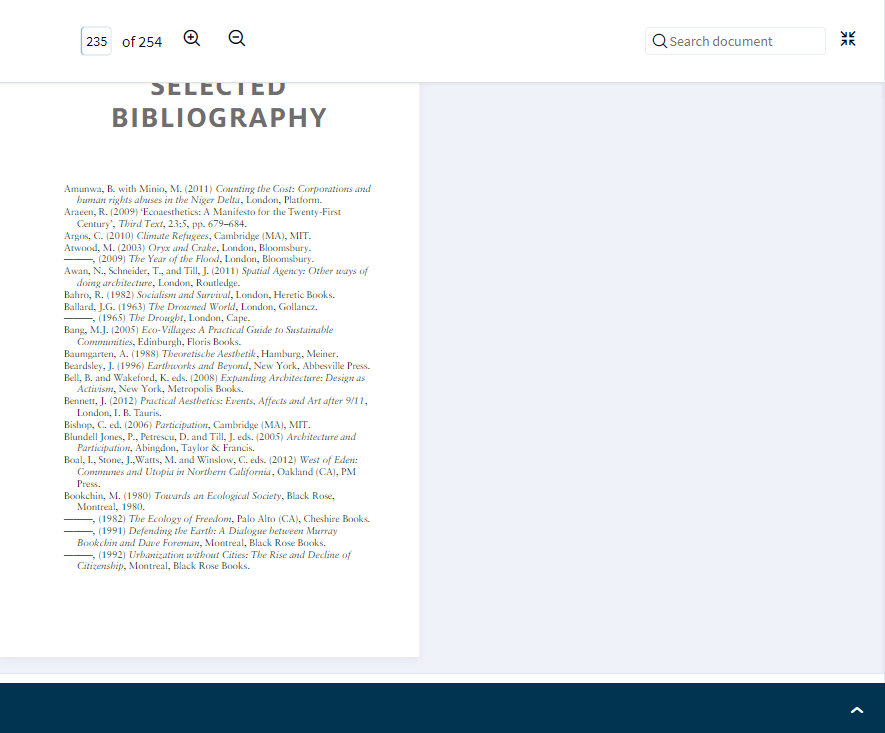 235 of 254
Search document
SELECTED
BIBLIOGRAPHY
Amunwa, B. with Minio, M. (2011) Counting the Cost: Corporations and
human rights abuses in the Niger Delta, London, Platform.
Araeen, R. (2009) ‘Ecoaesthetics: A Manifesto for the Twenty-First
Century’, Third Text, 23:5, pp. 679–684.
Argos, C. (2010) Climate Refugees, Cambridge (MA), MIT.
Atwood, M. (2003) Oryx and Crake, London, Bloomsbury.
———, (2009) The Year of the Flood, London, Bloomsbury.
Awan, N., Schneider, T., and Till, J. (2011) Spatial Agency: Other ways of
doing architecture, London, Routledge.
Bahro, R. (1982) Socialism and Survival, London, Heretic Books.
Ballard, J.G. (1963) The Drowned World, London, Gollancz.
———, (1965) The Drought, London, Cape.
Bang, M.J. (2005) Eco-Villages: A Practical Guide to Sustainable
Communities, Edinburgh, Floris Books.
Baumgarten, A. (1988) Theoretische Aesthetik, Hamburg, Meiner.
Beardsley, J. (1996) Earthworks and Beyond, New York, Abbesville Press.
Bell, B. and Wakeford, K. eds. (2008) Expanding Architecture: Design as
Activism, New York, Metropolis Books.
Bennett, J. (2012) Practical Aesthetics: Events, Affects and Art after 9/11,
London, I. B. Tauris.
Bishop, C. ed. (2006) Participation, Cambridge (MA), MIT.
Blundell Jones, P., Petrescu, D. and Till, J. eds. (2005) Architecture and
Participation, Abingdon, Taylor & Francis.
Boal, I., Stone, J.,Watts, M. and Winslow, C. eds. (2012) West of Eden:
Communes and Utopia in Northern California, Oakland (CA), PM
Press.
Bookchin, M. (1980) Towards an Ecological Society, Black Rose,
Montreal, 1980.
———, (1982) The Ecology of Freedom, Palo Alto (CA), Cheshire Books.
———, (1991) Defending the Earth: A Dialogue between Murray
Bookchin and Dave Foreman, Montreal, Black Rose Books.
———, (1992) Urbanization without Cities: The Rise and Decline of
Citizenship, Montreal, Black Rose Books.